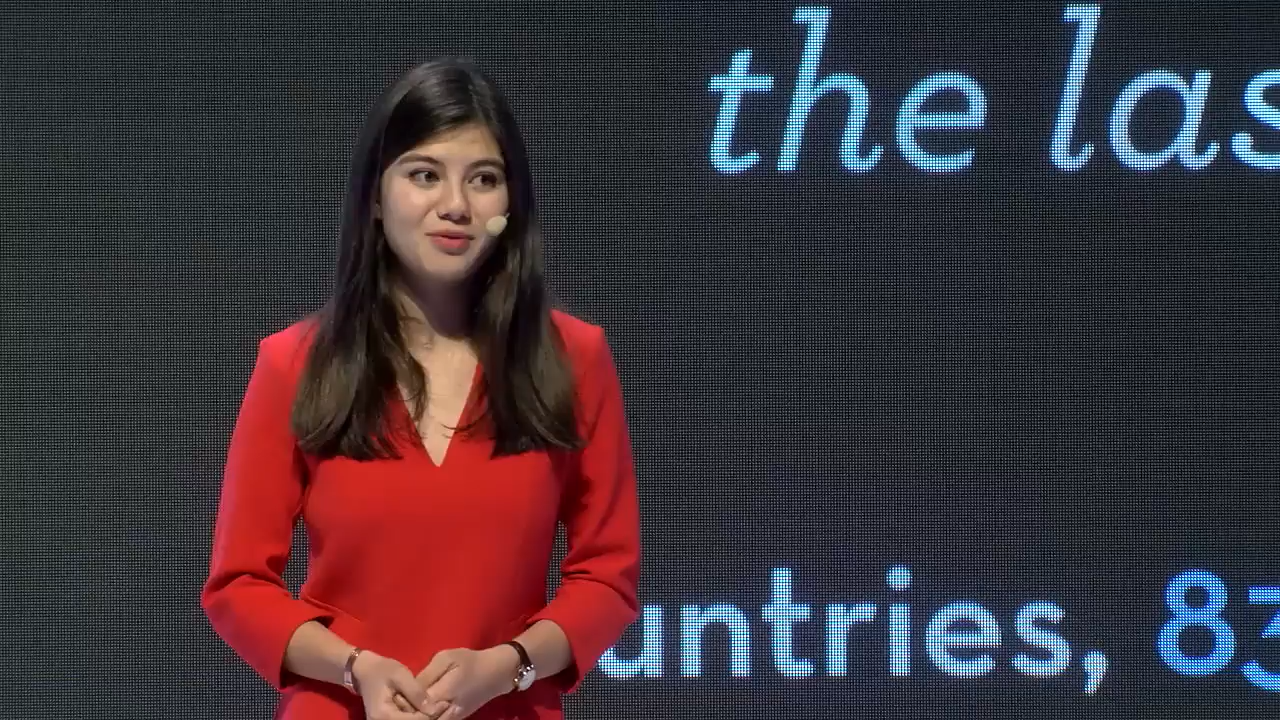 the las
untries, 83